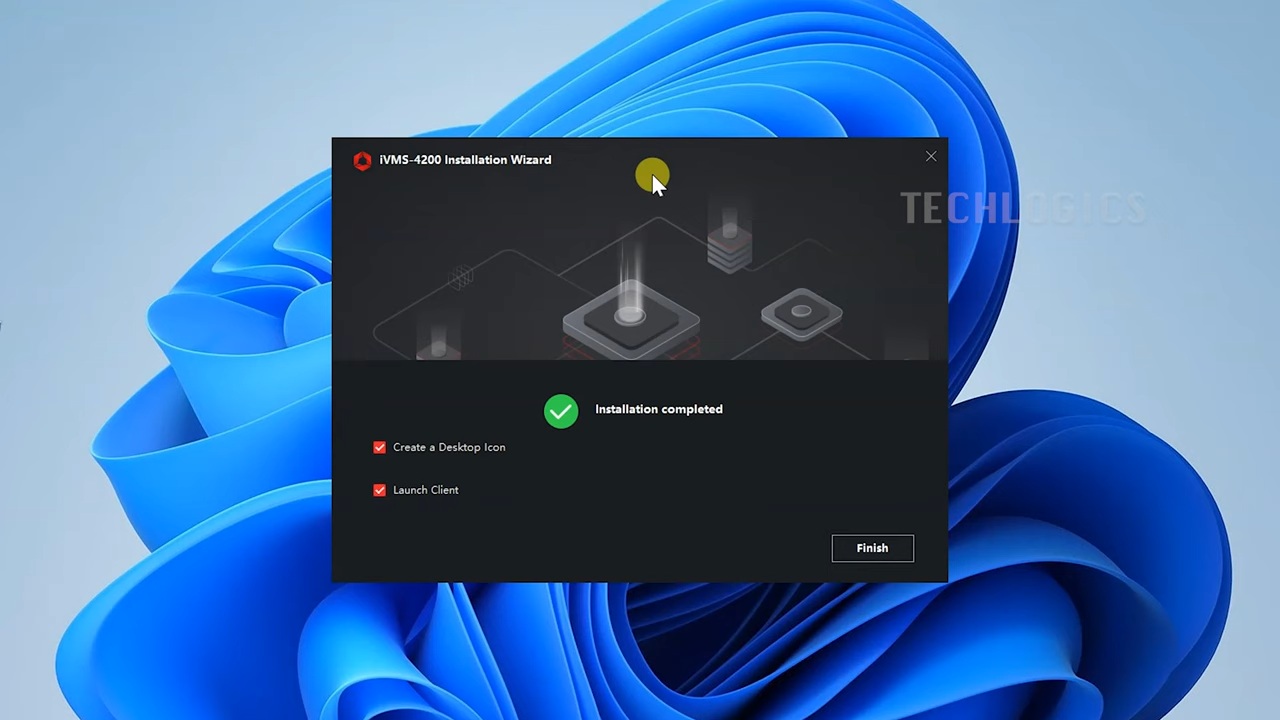 iVMS-4200 Installation Wizard
TECHLOGICS
Installation completed
Create a Desktop Icon
Launch Client
Finish